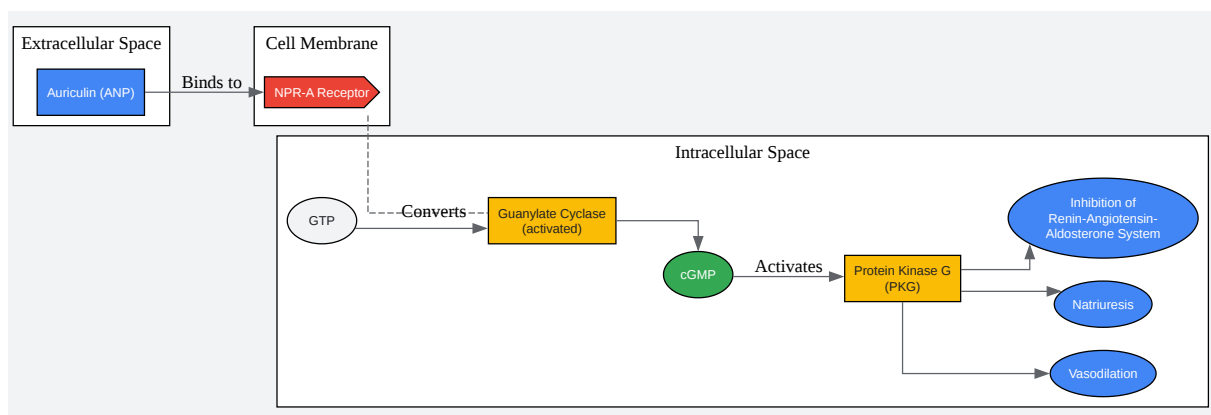 Extracellular Space
Cell Membrane
Auriculin (ANP)
Binds to
NPR-A Receptor
Intracellular Space
GTP
Converts
Guanylate Cyclase
(activated)
cGMP
Activates
Protein Kinase G
(PKG)
Inhibition of
Renin-Angiotensin-
Aldosterone System
Natriuresis
Vasodilation